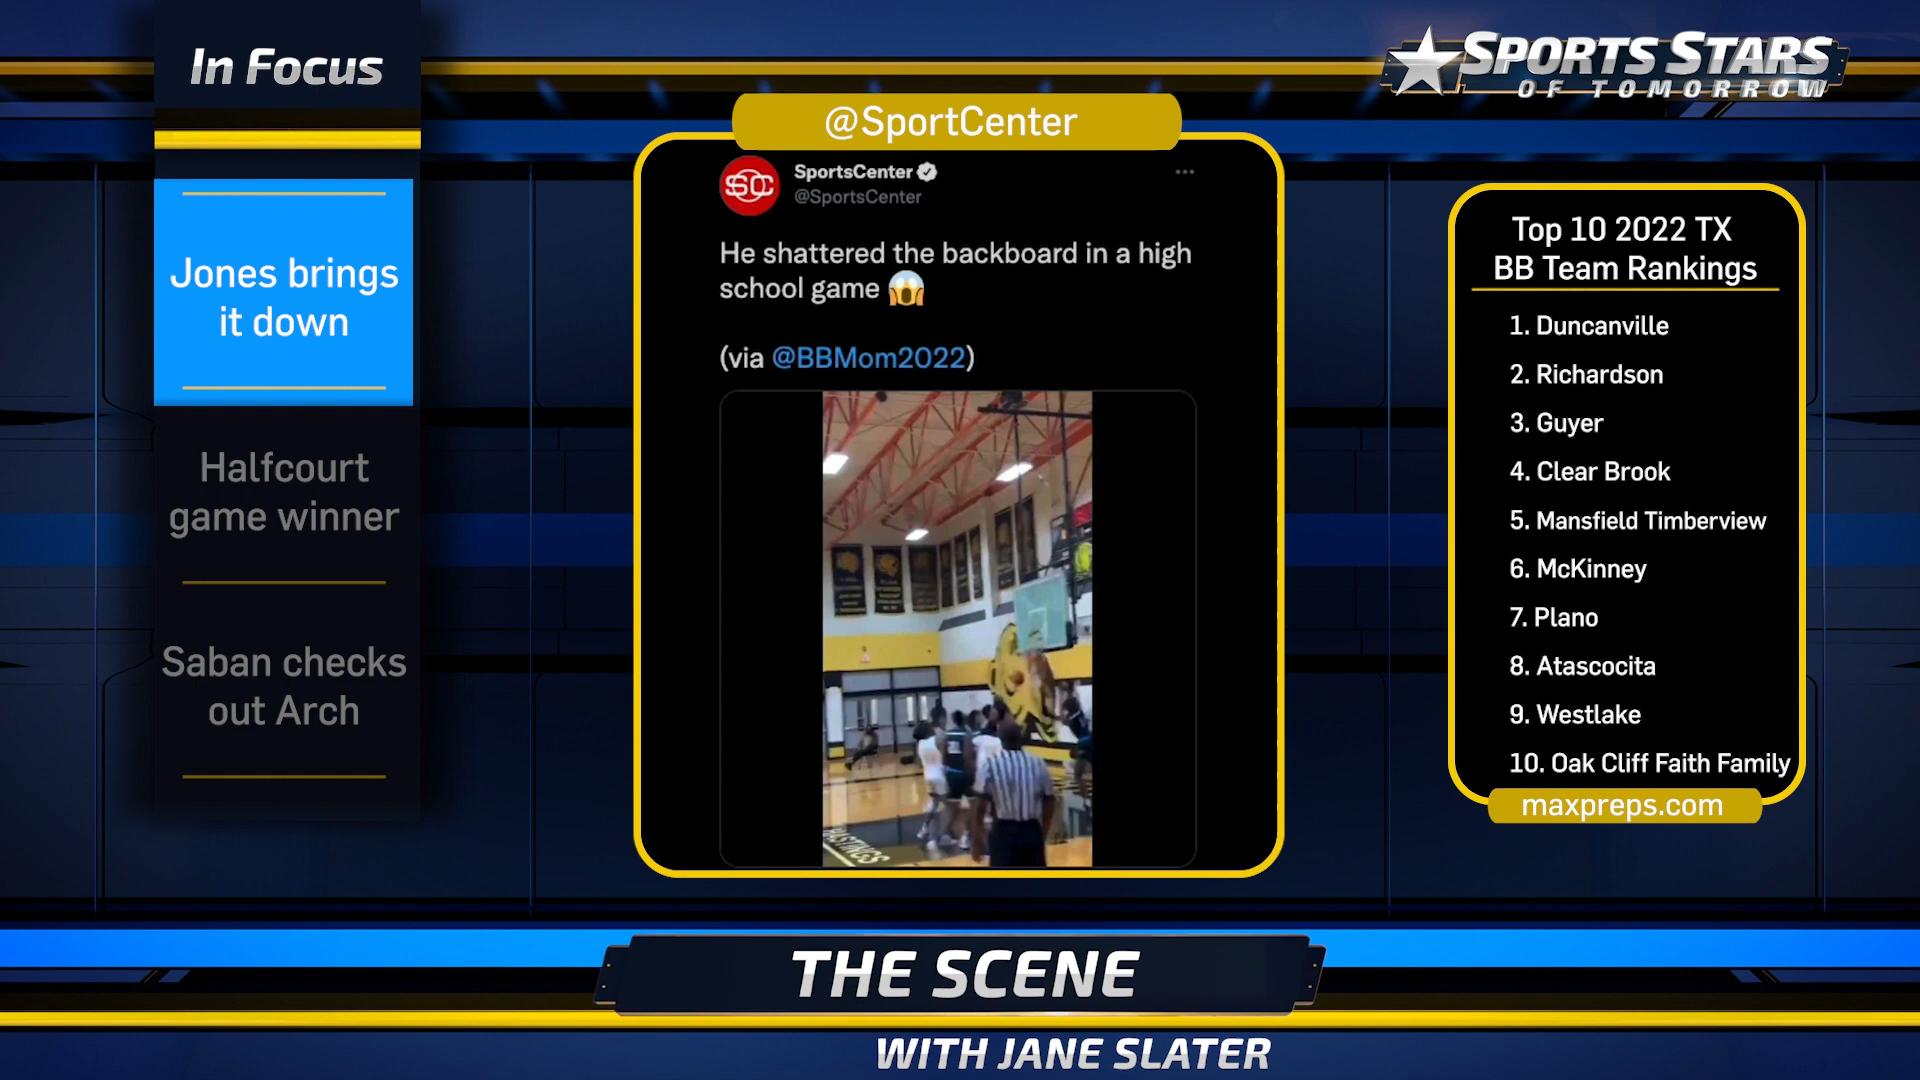 In Focus
Jones brings
it down
Halfcourt
game winner
Saban checks
out Arch
@SportCenter
SC
SportsCenter
@SportsCenter
He shattered the backboard in a high
school game 😱
(via @BBMom2022)
HASTINGS
SPORTS STARS
OF TOMORROW
Top 10 2022 TX
BB Team Rankings
1. Duncanville
2. Richardson
3. Guyer
4. Clear Brook
5. Mansfield Timberview
6. McKinney
7. Plano
8. Atascocita
9. Westlake
10. Oak Cliff Faith Family
maxpreps.com
THE SCENE
WITH JANE SLATER